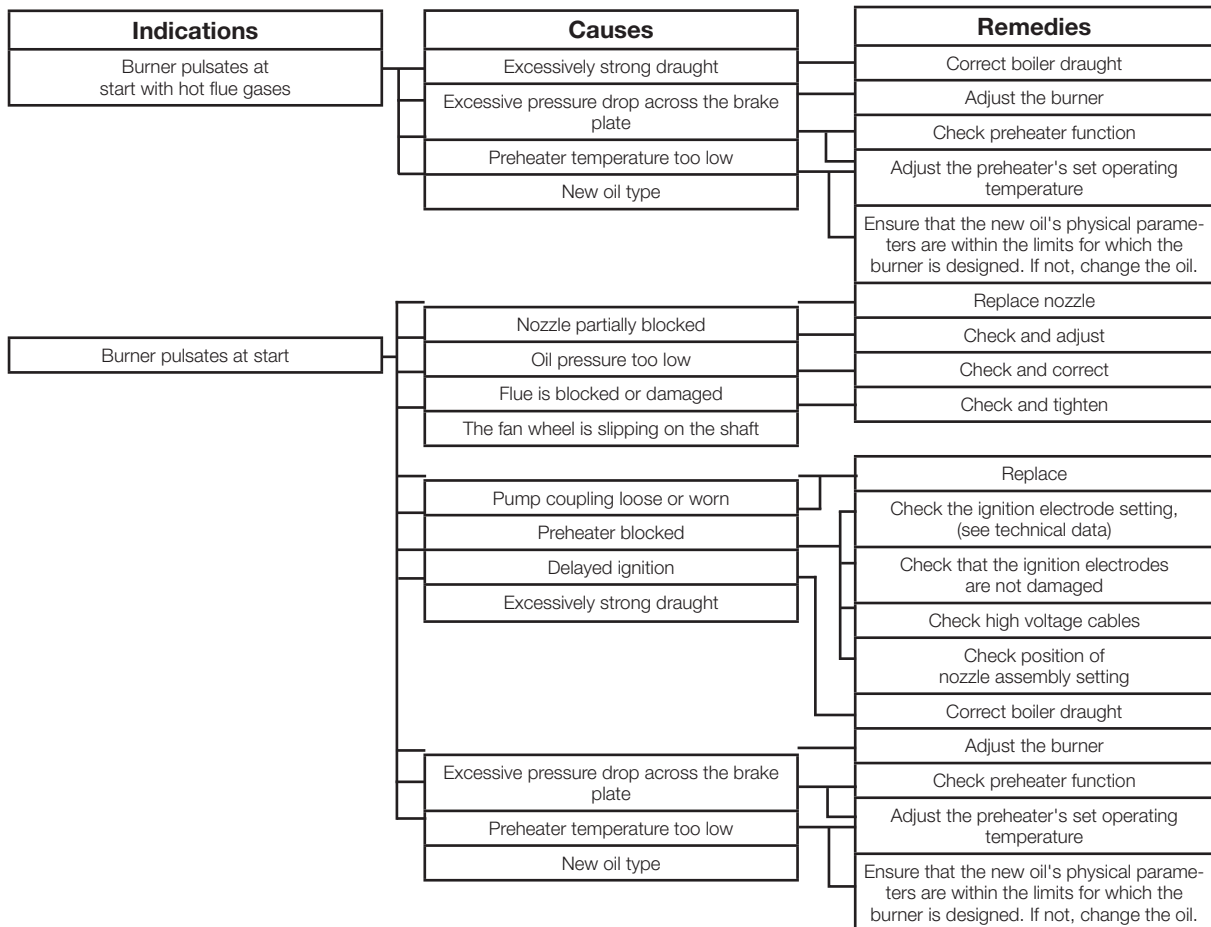 Indications
Burner pulsates at
start with hot flue gases
Causes
Excessively strong draught
Excessive pressure drop across the brake
plate
Preheater temperature too low
New oil type
Remedies
Correct boiler draught
Adjust the burner
Check preheater function
Adjust the preheater's set operating
temperature
Ensure that the new oil's physical parame-
ters are within the limits for which the
burner is designed. If not, change the oil.
Burner pulsates at start
Nozzle partially blocked
Oil pressure too low
Flue is blocked or damaged
The fan wheel is slipping on the shaft
Replace nozzle
Check and adjust
Check and correct
Check and tighten
Pump coupling loose or worn
Preheater blocked
Delayed ignition
Excessively strong draught
Replace
Check the ignition electrode setting,
(see technical data)
Check that the ignition electrodes
are not damaged
Check high voltage cables
Check position of
nozzle assembly setting
Correct boiler draught
Excessive pressure drop across the brake
plate
Preheater temperature too low
New oil type
Adjust the burner
Check preheater function
Adjust the preheater's set operating
temperature
Ensure that the new oil's physical parame-
ters are within the limits for which the
burner is designed. If not, change the oil.